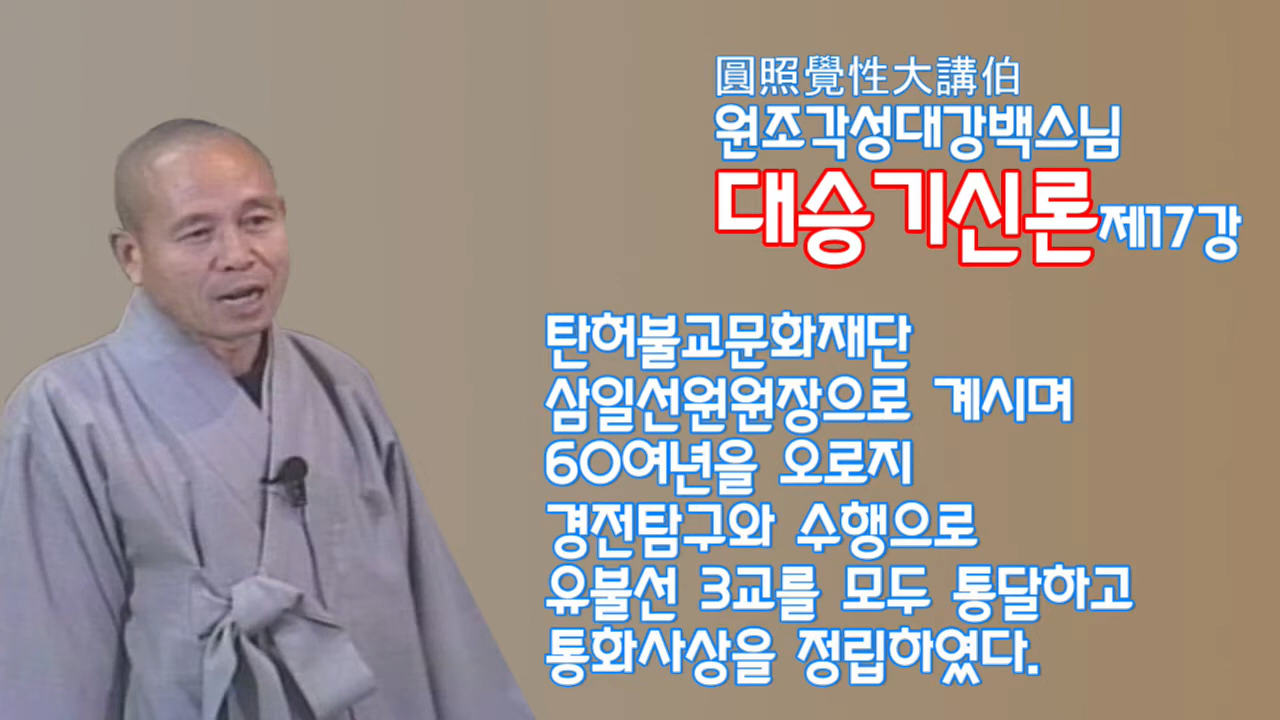 圓照覺性大講伯
원조각성대강백스님
대승기신론제17강
탄허불교문화재단
삼일선원원장으로 계시며
60여년을 오로지
경전탐구와 수행으로
유불선 3교를 모두 통달하고
통화사상을 정립하였다.